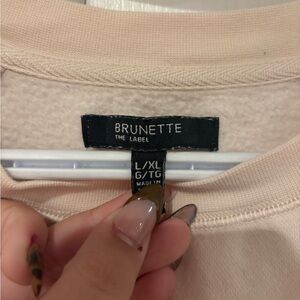 BRUNETTE
THE LABEL
L/XL
G/TG
MADE IN